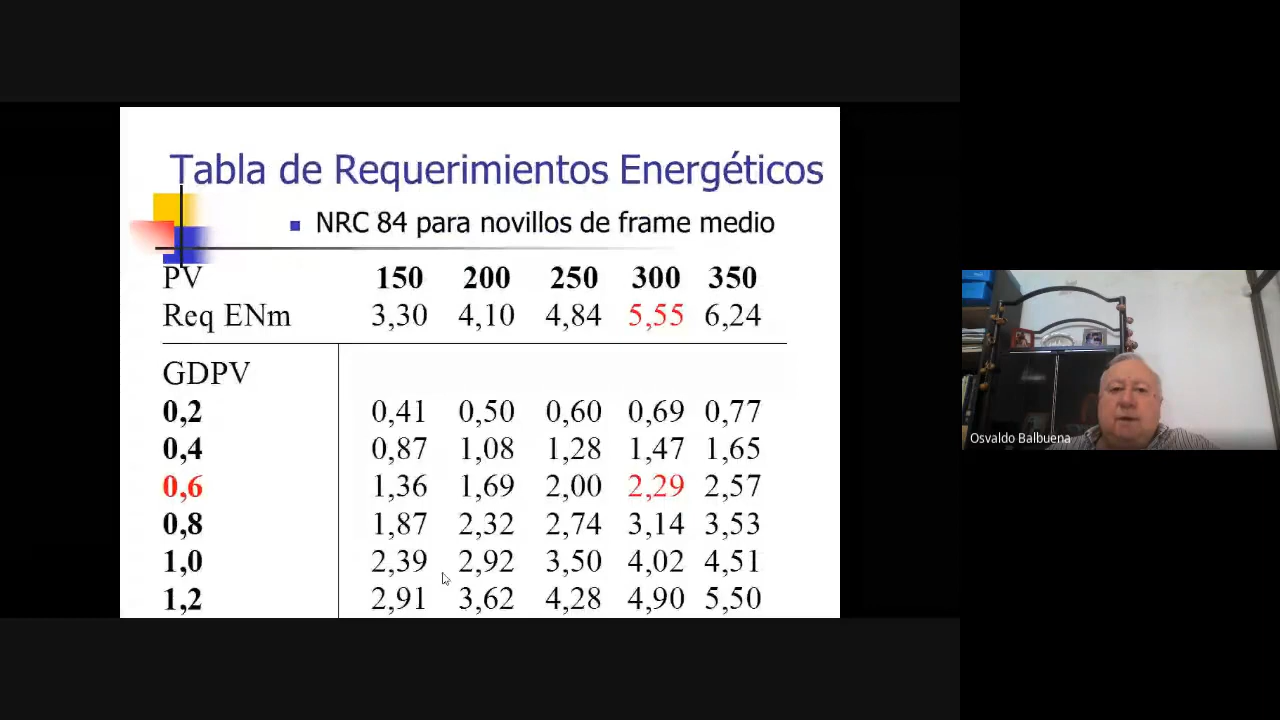 Tabla de Requerimientos Energéticos
NRC 84 para novillos de frame medio
PV 150 200 250 300 350
Req ENm 3,30 4,10 4,84 5,55 6,24
GDPV
0,2 0,41 0,50 0,60 0,69 0,77
0,4 0,87 1,08 1,28 1,47 1,65
0,6 1,36 1,69 2,00 2,29 2,57
0,8 1,87 2,32 2,74 3,14 3,53
1,0 2,39 2,92 3,50 4,02 4,51
1,2 2,91 3,62 4,28 4,90 5,50
Osvaldo Balbuena